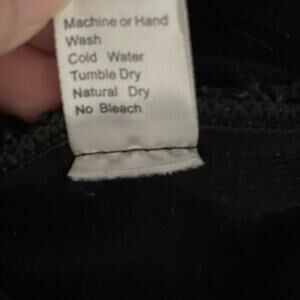 Machine or Hand
Wash
Cold Water
Tumble Dry
Natural Dry
No Bleach